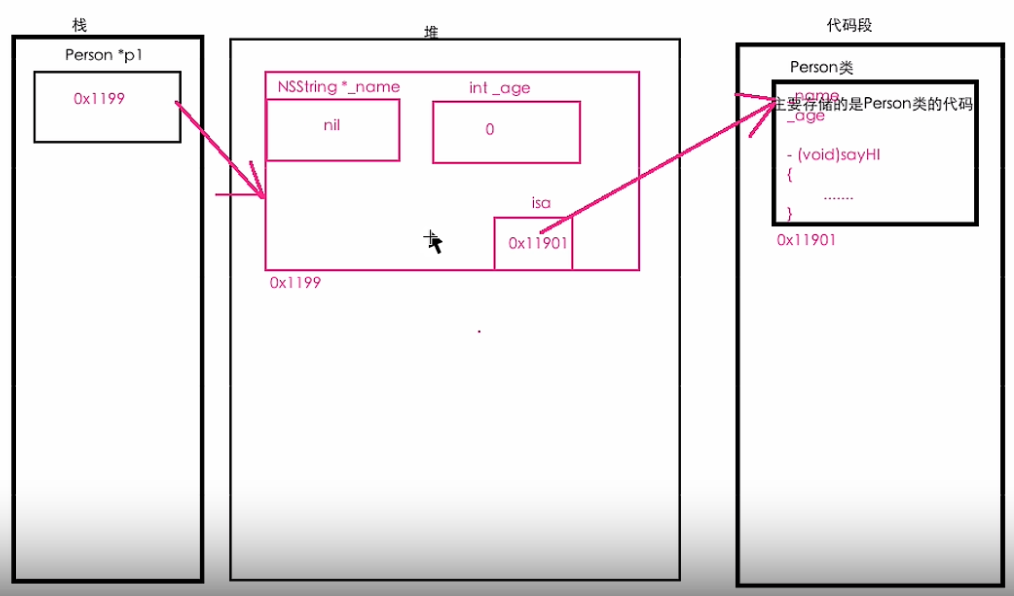 栈
Person *p1
0x1199
堆
NSString *_name
nil
int _age
0
isa
0x11901
0x1199
代码段
Person类
_name
主要存储的是Person类的代码
_age
- (void)sayHI
{
.......
}
0x11901